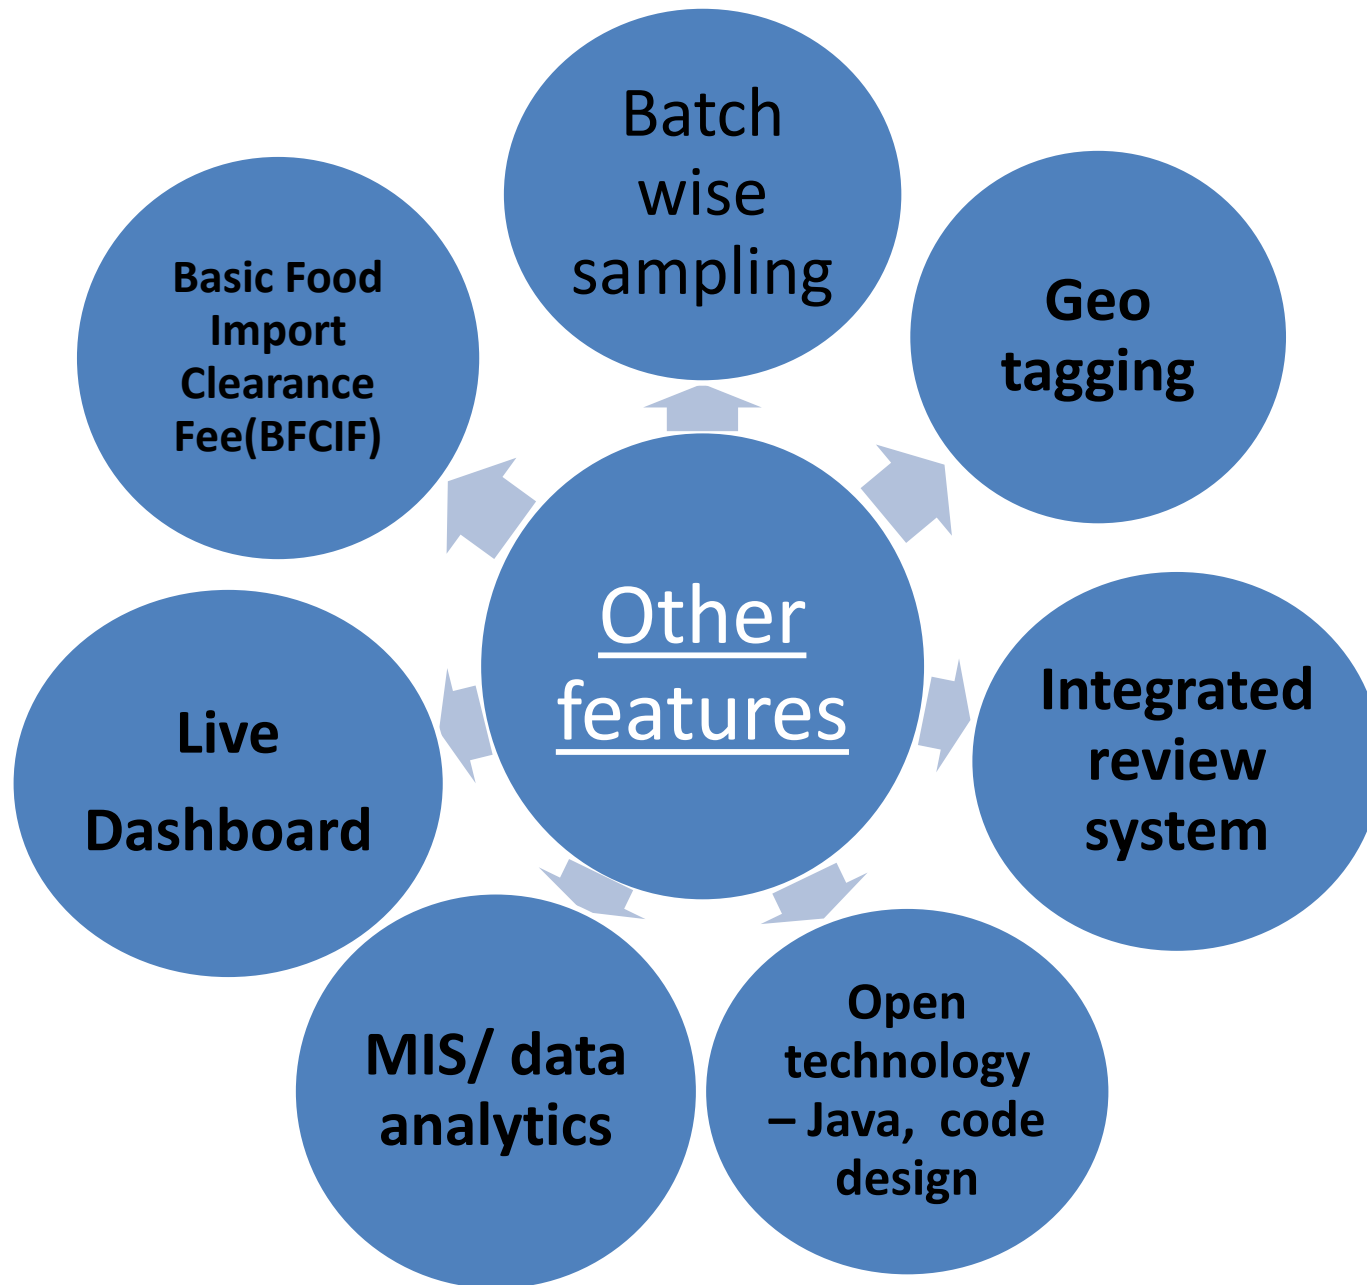 Batch
wise
sampling
Geo
tagging
Integrated
review
system
Open
technology
– Java,  code
design
MIS/ data
analytics
Live
Dashboard
Basic Food
Import
Clearance
Fee(BFCIF)
Other
features